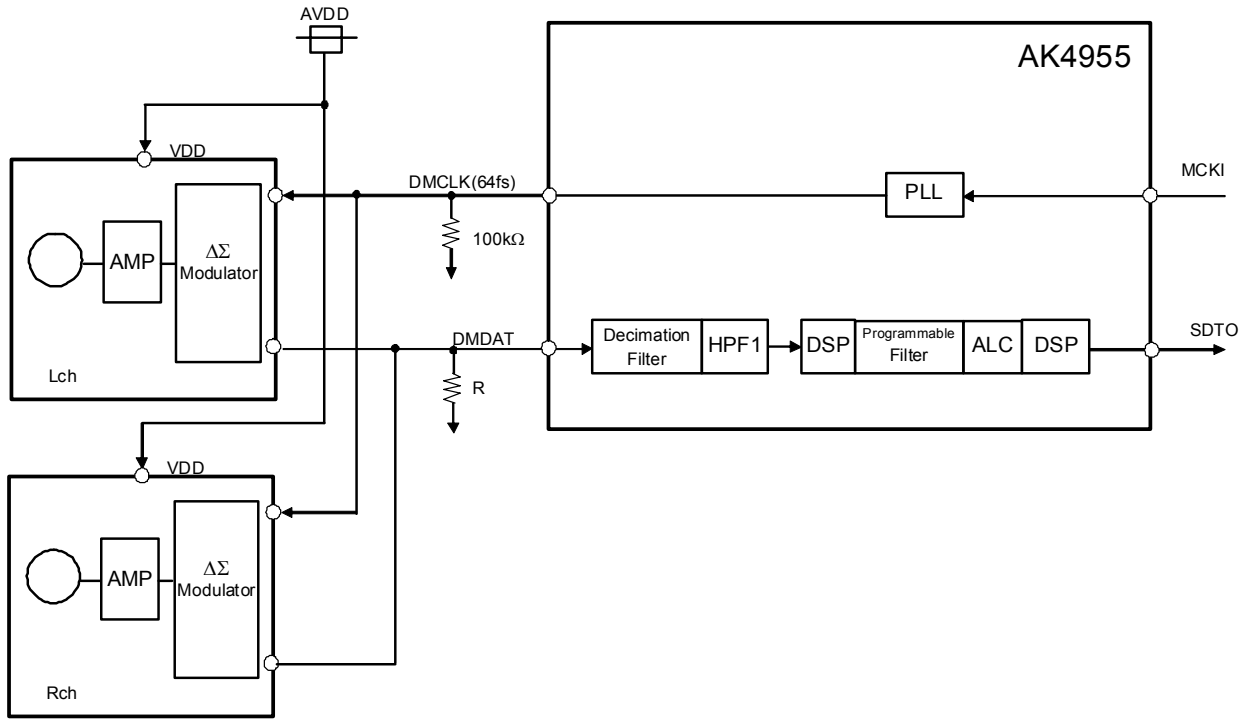 AVDD
AK4955
VDD
DMCLK(64fs)
PLL
MCKI
100kΩ
AMP
ΔΣ
Modulator
DMDAT
Decimation
Filter
HPF1
DSP
Programmable
Filter
ALC
DSP
SDTO
Lch
R
VDD
AMP
ΔΣ
Modulator
Rch